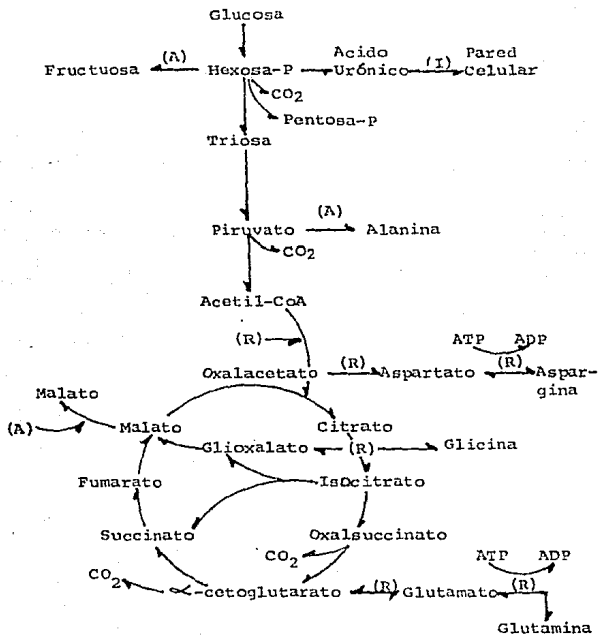 Glucosa
Fructuosa (A) Hexosa-P Acido Urónico (I) Pared Celular
CO2
Pentosa-P
Triosa
Piruvato (A) Alanina
CO2
Acetil-CoA
(R)
ATP ADP
Oxalacetato (R) Aspartato (R) Aspar-
gina
Malato
(A) Malato Citrato
Glioxalato (R) Glicina
Fumarato Isocitrato
Succinato Oxalsuccinato
CO2 ATP ADP
CO2 α-cetoglutarato (R) Glutamato (R)
Glutamina